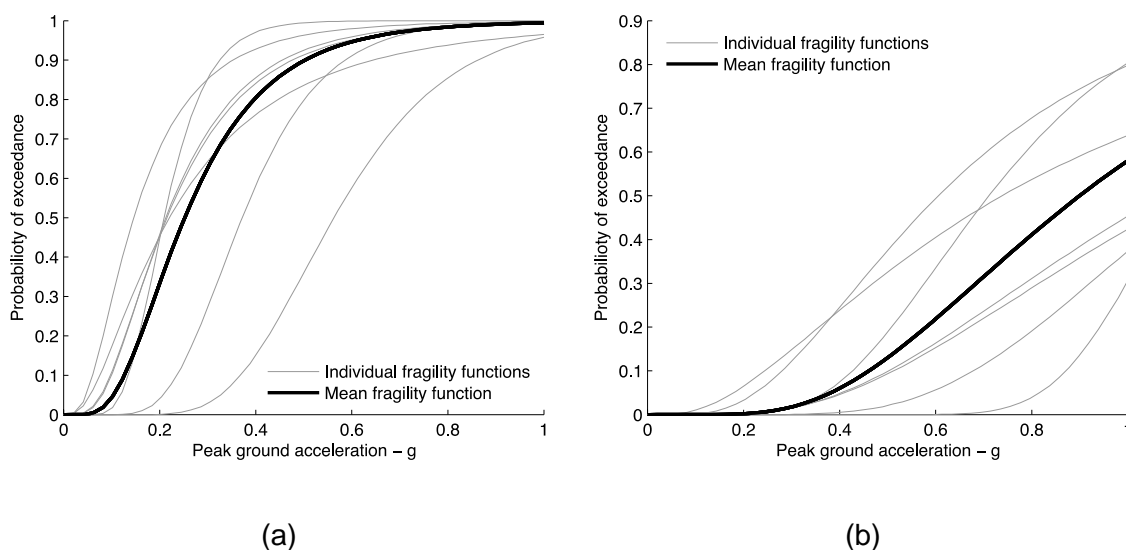 1
0.9
0.8
0.7
0.6
0.5
0.4
0.3
0.2
0.1
0
Probabilioty of exceedance
Individual fragility functions
Mean fragility function
0 0.2 0.4 0.6 0.8 1
Peak ground acceleration – g
(a)
0.9
0.8
0.7
0.6
0.5
0.4
0.3
0.2
0.1
0
Probabilioty of exceedance
Individual fragility functions
Mean fragility function
0 0.2 0.4 0.6 0.8 1
Peak ground acceleration – g
(b)